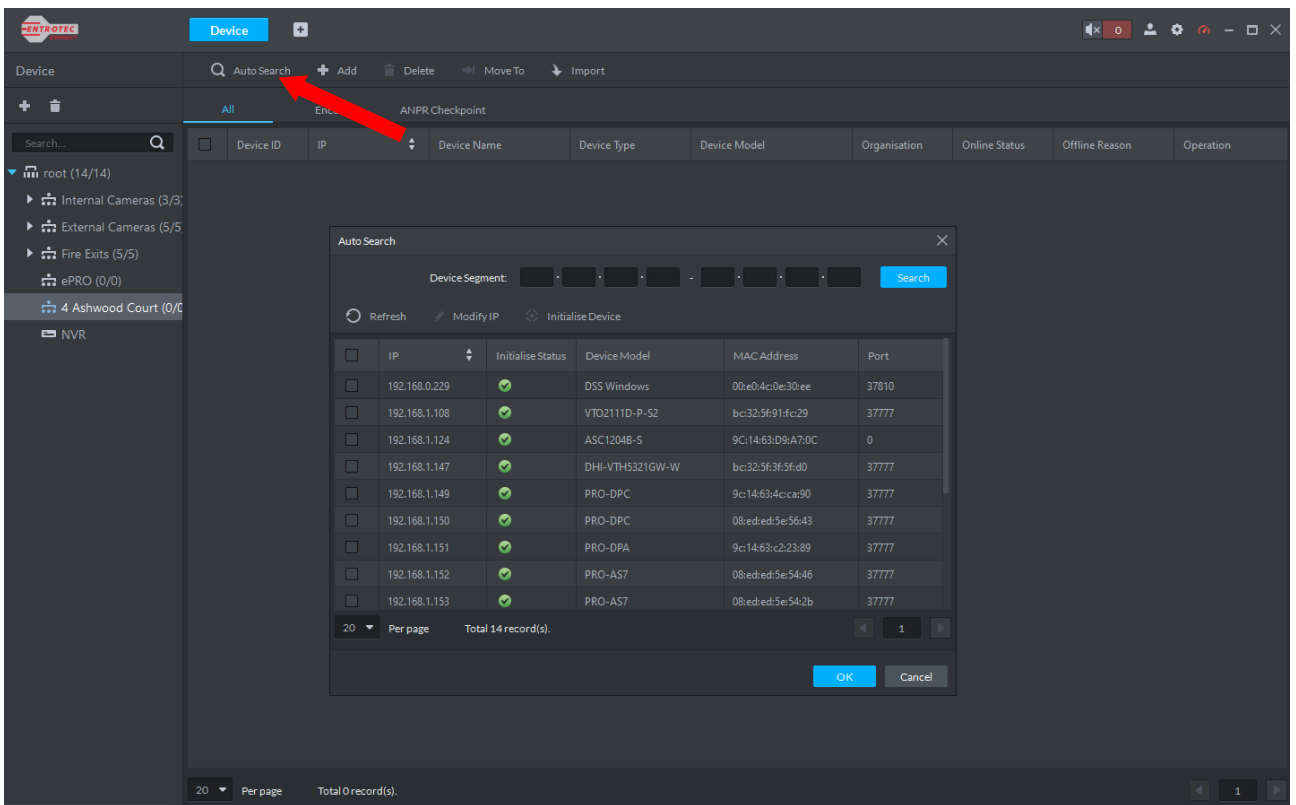 ENTROTEC
Device
0
Device
Auto Search Add Delete Move To Import
All ANPR Checkpoint
Search...
Device ID IP Device Name Device Type Device Model Organisation Online Status Offline Reason Operation
root (14/14)
Internal Cameras (3/3)
External Cameras (5/5
Fire Exits (5/5)
ePRO (0/0)
4 Ashwood Court (0/0
NVR
Auto Search
Device Segment: . . . - . . . Search
Refresh Modify IP Initialise Device
IP Initialise Status Device Model MAC Address Port
192.168.0.229 DSS Windows 00:e0:4c:0e:30:ee 37810
192.168.1.108 VTO2111D-P-S2 bc:32:5f:91:fc:29 37777
192.168.1.124 ASC1204B-S 9C:14:63:D9:A7:0C 0
192.168.1.147 DHI-VTH5321GW-W bc:32:5f:3f:5f:d0 37777
192.168.1.149 PRO-DPC 9c:14:63:4c:ca:90 37777
192.168.1.150 PRO-DPC 08:ed:ed:5e:56:43 37777
192.168.1.151 PRO-DPA 9c:14:63:c2:23:89 37777
192.168.1.152 PRO-AS7 08:ed:ed:5e:54:46 37777
192.168.1.153 PRO-AS7 08:ed:ed:5e:54:2b 37777
20 Per page Total 14 record(s). 1
OK Cancel
20 Per page Total 0 record(s). 1